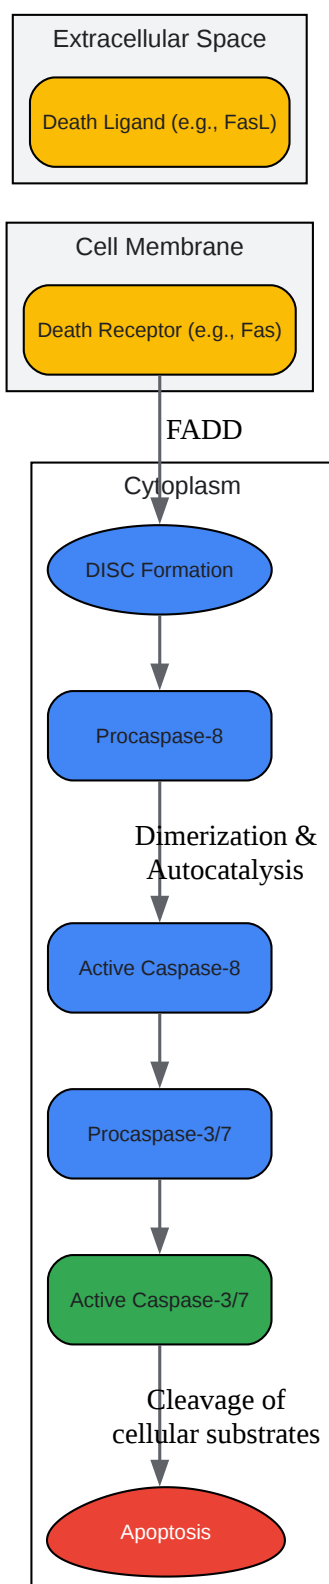 Extracellular Space
Death Ligand (e.g., FasL)
Cell Membrane
Death Receptor (e.g., Fas)
FADD
Cytoplasm
DISC Formation
Procaspase-8
Dimerization &
Autocatalysis
Active Caspase-8
Procaspase-3/7
Active Caspase-3/7
Cleavage of
cellular substrates
Apoptosis